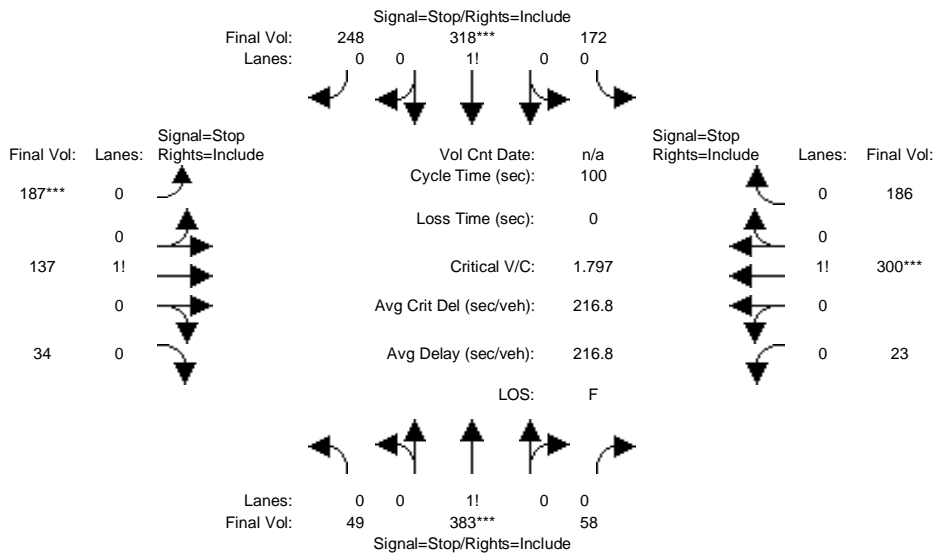 Signal=Stop/Rights=Include
Final Vol: 248 318*** 172
Lanes: 0 0 1! 0 0
Signal=Stop
Final Vol: Lanes: Rights=Include
Vol Cnt Date: n/a
Signal=Stop
Rights=Include Lanes: Final Vol:
Cycle Time (sec): 100
187*** 0
0 186
Loss Time (sec): 0
0
0
137 1!
Critical V/C: 1.797
1! 300***
0
Avg Crit Del (sec/veh): 216.8
0
34 0
Avg Delay (sec/veh): 216.8
0 23
LOS: F
Lanes: 0 0 1! 0 0
Final Vol: 49 383*** 58
Signal=Stop/Rights=Include